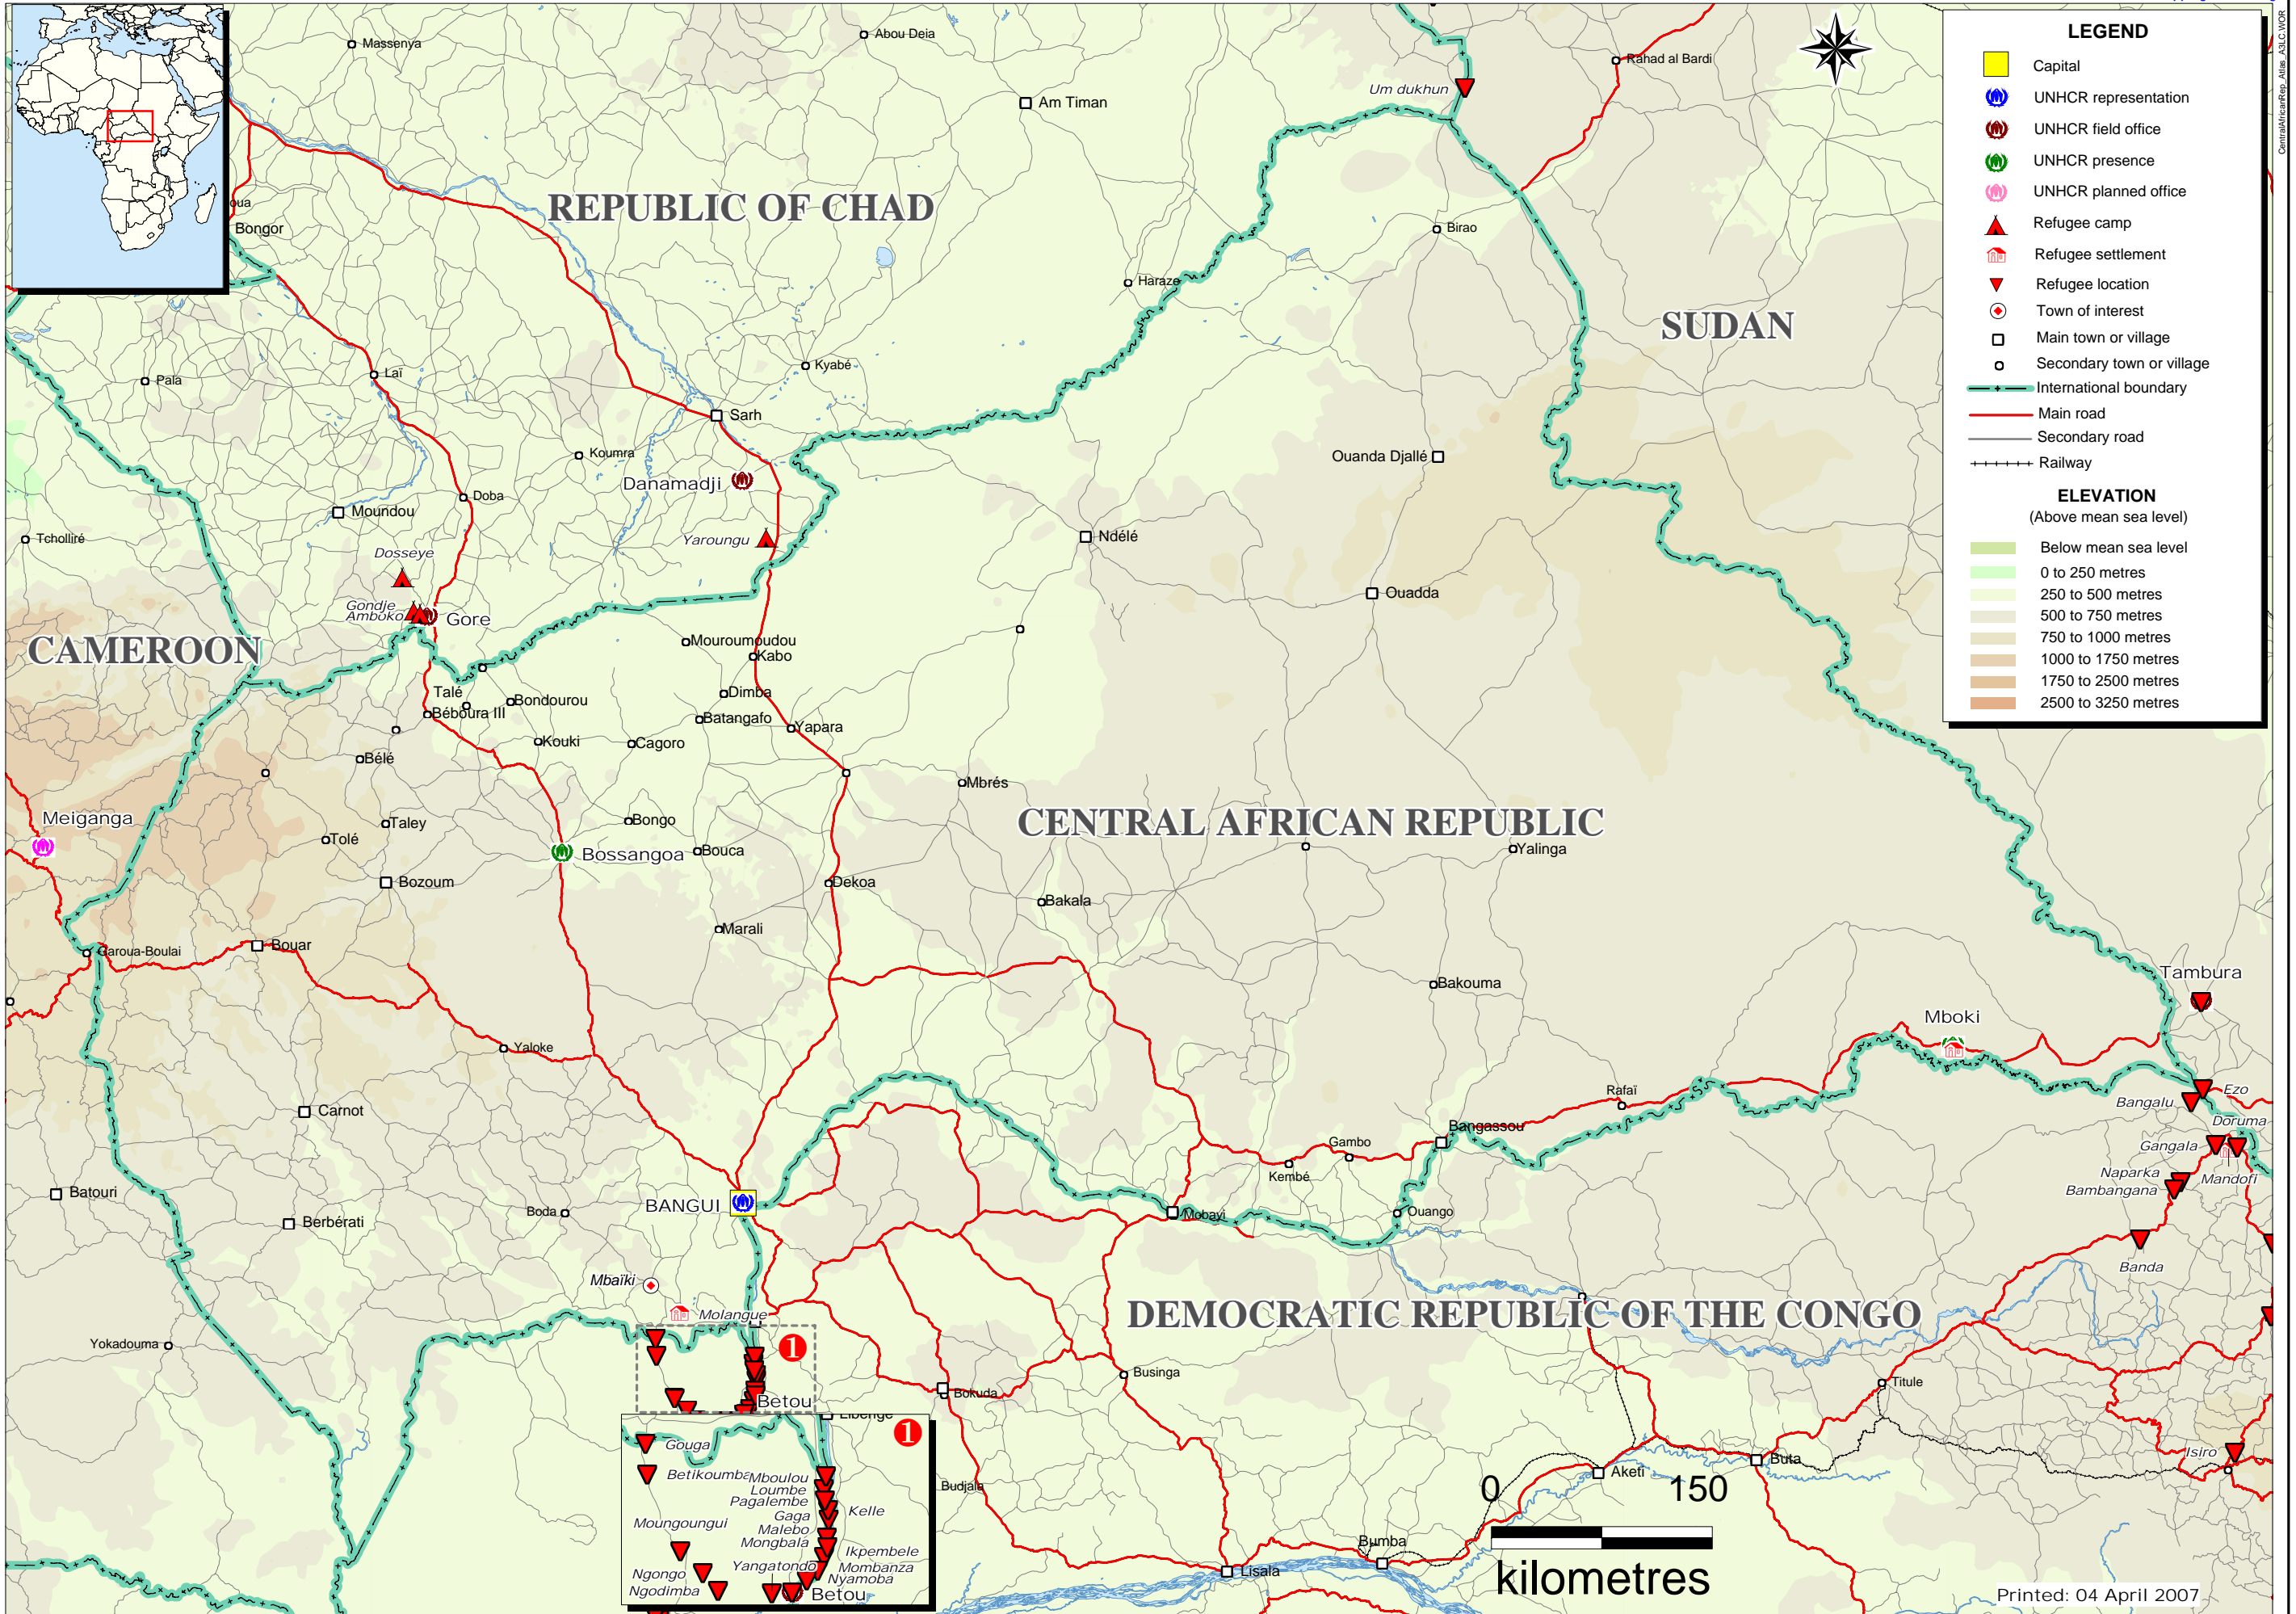 CentralAfricanRep_Atlas_A3LC.WOR
LEGEND
Capital
UNHCR representation
UNHCR field office
UNHCR presence
UNHCR planned office
Refugee camp
Refugee settlement
Refugee location
Town of interest
Main town or village
Secondary town or village
International boundary
Main road
Secondary road
Railway
ELEVATION
(Above mean sea level)
Below mean sea level
0 to 250 metres
250 to 500 metres
500 to 750 metres
750 to 1000 metres
1000 to 1750 metres
1750 to 2500 metres
2500 to 3250 metres
Massenya
Abou Deia
Rahad al Bardi
Um dukhun
Am Timan
REPUBLIC OF CHAD
oua
Bongor
Birao
Haraze
SUDAN
Kyabé
Laï
Pala
Sarh
Koumra
Ouanda Djallé
Danamadji
Doba
Moundou
Tcholliré
Yaroungu
Ndélé
Dosseye
Ouadda
Gondje
Amboko
Gore
CAMEROON
Mouroumoudou
Kabo
Talé
Dimba
Bondourou
Béboura III
Batangafo
Yapara
Kouki
Cagoro
Bélé
Mbrés
Meiganga
CENTRAL AFRICAN REPUBLIC
Bongo
Taley
Tolé
Bossangoa
Bouca
Yalinga
Bozoum
Dekoa
Bakala
Marali
Bouar
Garoua-Boulai
Tambura
Bakouma
Mboki
Yaloke
Rafaï
Ezo
Bangalu
Carnot
Doruma
Bangassou
Gambo
Gangala
Kembé
Naparka
Mandofi
Bambangana
Batouri
BANGUI
Boda
Mobayi
Ouango
Berbérati
Banda
Mbaïki
Molangue
DEMOCRATIC REPUBLIC OF THE CONGO
Yokadouma
1
Businga
Titule
Bokuda
Betou
Libenge
1
Gouga
Isiro
Buta
Betikoumba
Mboulou
Aketi
Loumbe
Budjala
0 150
Pagalembe
Kelle
Gaga
Moungoungui
Malebo
Mongbala
Bumba
Ikpembele
Yangatondo
Mombanza
Lisala
Ngongo
Nyamoba
kilometres
Ngodimba
Betou
Printed: 04 April 2007